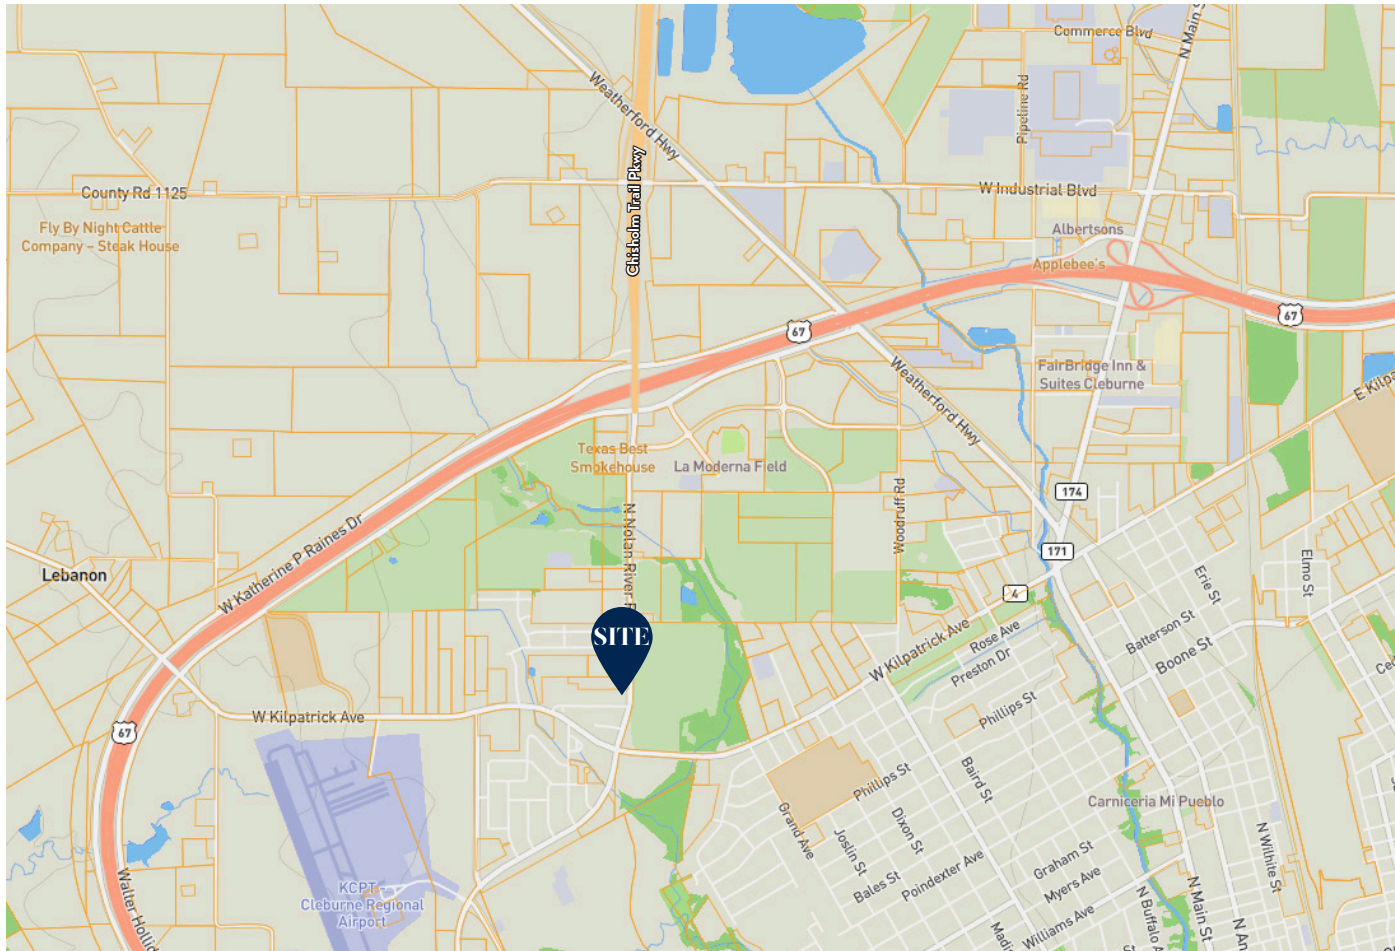 Commerce Blvd
N Main S
Weatherford Hwy
Pipeline Rd
Chisholm Trail Pkwy
County Rd 1125
W Industrial Blvd
Fly By Night Cattle
Company – Steak House
Albertsons
Applebee's
67
67
FairBridge Inn &
Suites Cleburne
Weatherford Hwy
E Kilpa
Texas Best
Smokehouse
La Moderna Field
174
Woodruff Rd
N Nolan River R
W Katherine P Raines Dr
171
Lebanon
4
Erie St
Elmo St
SITE
W Kilpatrick Ave
Rose Ave
Preston Dr
Batterson St
Boone St
Ced
W Kilpatrick Ave
67
Phillips St
Phillips St
Baird St
Carniceria Mi Pueblo
Grand Ave
Joslin St
Dixon St
Bales St
Poindexter Ave
Graham St
Myers Ave
N Wilhite St
KCPT –
Cleburne Regional
Airport
Walter Hollid
Madi
Williams Ave
N Buffalo A
N Main St
N An
St